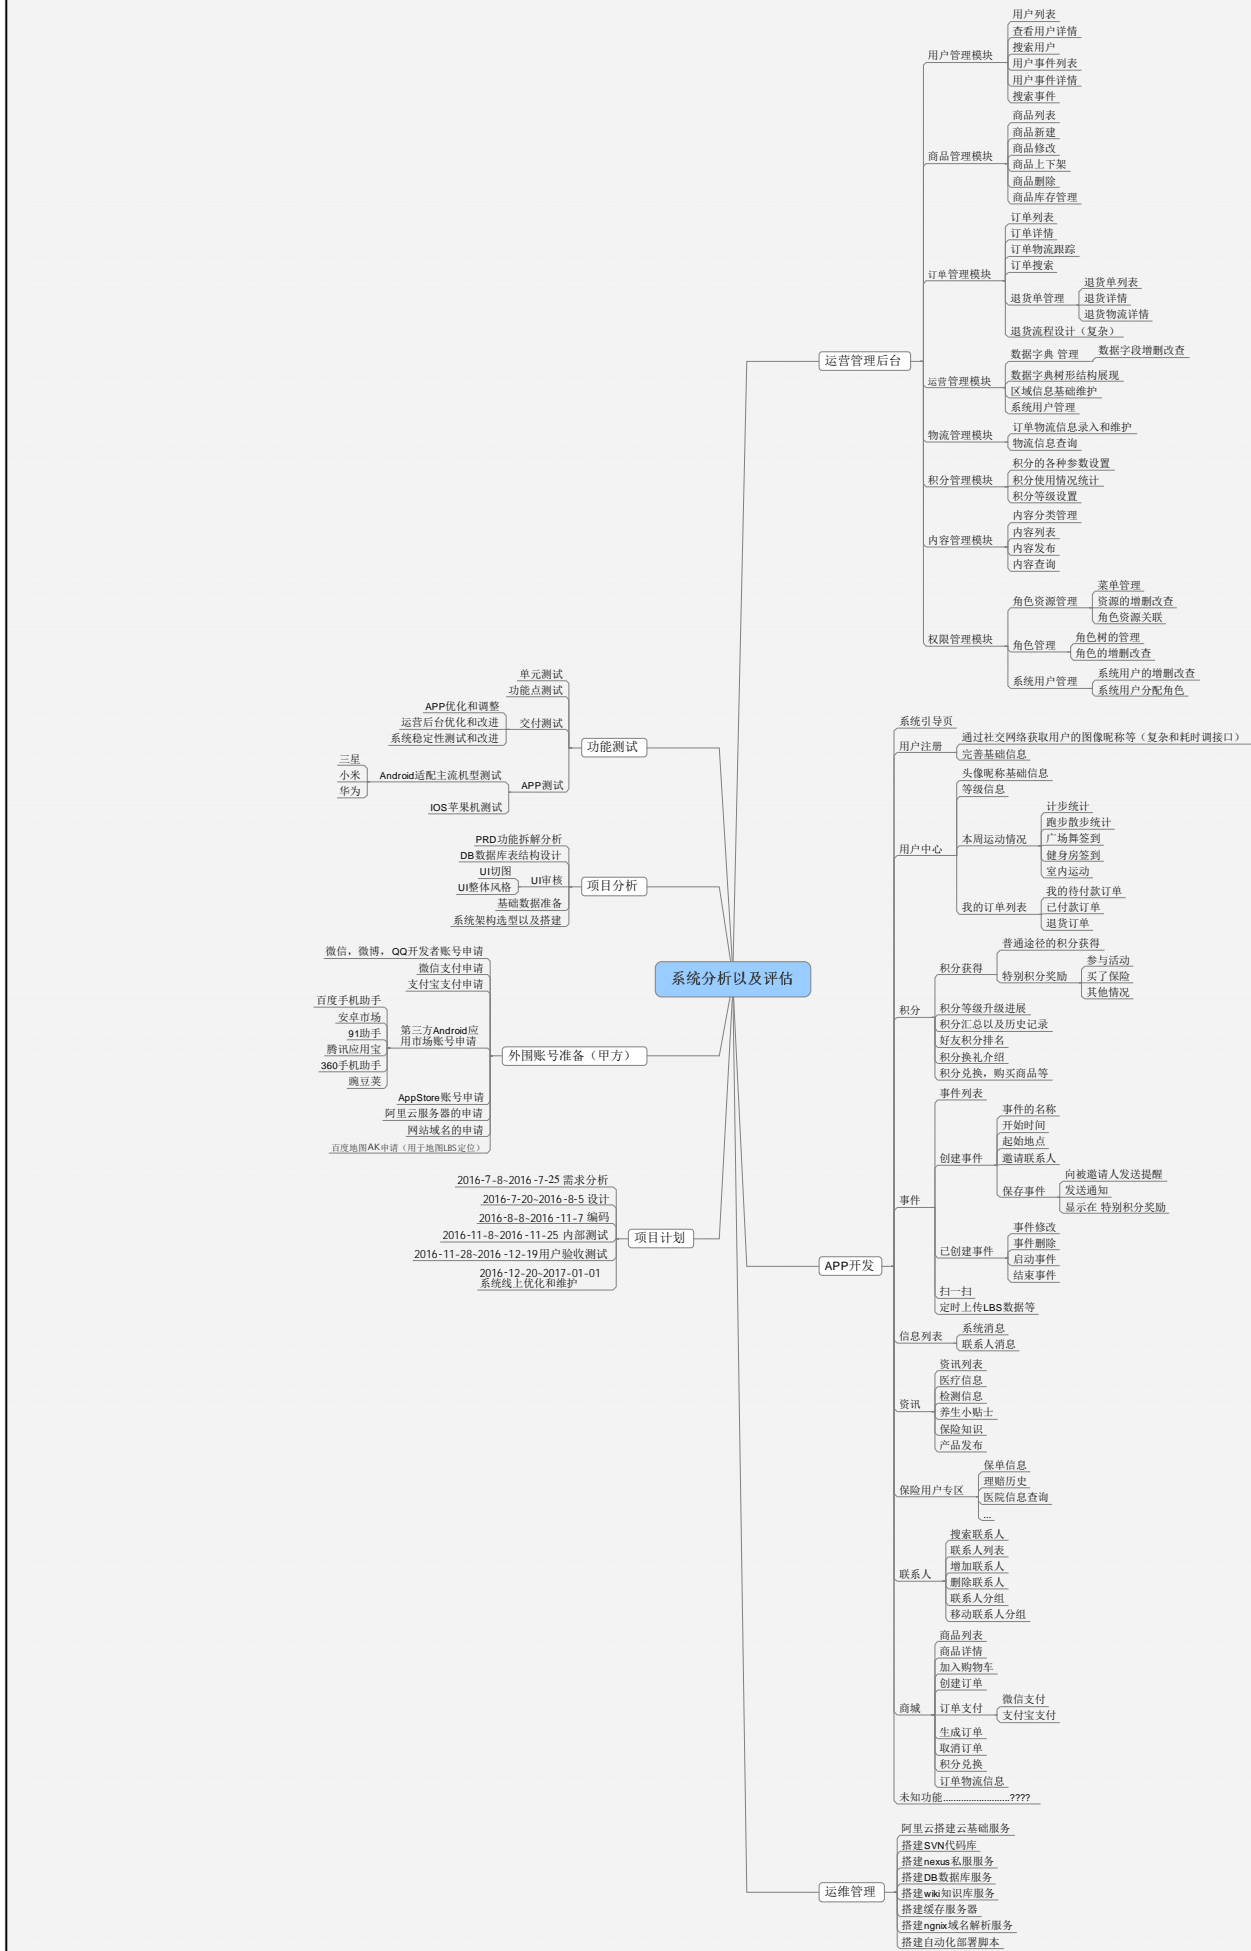 系统分析以及评估
运营管理后台
用户管理模块
用户列表
查看用户详情
搜索用户
用户事件列表
用户事件详情
搜索事件
商品管理模块
商品列表
商品新建
商品修改
商品上下架
商品删除
商品库存管理
订单管理模块
订单列表
订单详情
订单物流跟踪
订单搜索
退货单管理
退货单列表
退货详情
退货物流详情
退货流程设计（复杂）
运营管理模块
数据字典 管理
数据字段增删改查
数据字典树形结构展现
区域信息基础维护
系统用户管理
物流管理模块
订单物流信息录入和维护
物流信息查询
积分管理模块
积分的各种参数设置
积分使用情况统计
积分等级设置
内容管理模块
内容分类管理
内容列表
内容发布
内容查询
权限管理模块
角色资源管理
菜单管理
资源的增删改查
角色资源关联
角色管理
角色树的管理
角色的增删改查
系统用户管理
系统用户的增删改查
系统用户分配角色
APP开发
系统引导页
用户注册
通过社交网络获取用户的图像昵称等（复杂和耗时调接口）
完善基础信息
用户中心
头像昵称基础信息
等级信息
本周运动情况
计步统计
跑步散步统计
广场舞签到
健身房签到
室内运动
我的订单列表
我的待付款订单
已付款订单
退货订单
积分
积分获得
普通途径的积分获得
特别积分奖励
参与活动
买了保险
其他情况
积分等级升级进展
积分汇总以及历史记录
好友积分排名
积分换礼介绍
积分兑换，购买商品等
事件
事件列表
创建事件
事件的名称
开始时间
起始地点
邀请联系人
保存事件
向被邀请人发送提醒
发送通知
显示在 特别积分奖励
已创建事件
事件修改
事件删除
启动事件
结束事件
扫一扫
定时上传LBS数据等
信息列表
系统消息
联系人消息
资讯
资讯列表
医疗信息
检测信息
养生小贴士
保险知识
产品发布
保险用户专区
保单信息
理赔历史
医院信息查询
...
联系人
搜索联系人
联系人列表
增加联系人
删除联系人
联系人分组
移动联系人分组
商城
商品列表
商品详情
加入购物车
创建订单
订单支付
微信支付
支付宝支付
生成订单
取消订单
积分兑换
订单物流信息
未知功能..........................????
运维管理
阿里云搭建云基础服务
搭建SVN代码库
搭建nexus私服服务
搭建DB数据库服务
搭建wiki知识库服务
搭建缓存服务器
搭建ngnix域名解析服务
搭建自动化部署脚本
功能测试
单元测试
功能点测试
交付测试
APP优化和调整
运营后台优化和改进
系统稳定性测试和改进
APP测试
Android适配主流机型测试
三星
小米
华为
IOS苹果机测试
项目分析
PRD功能拆解分析
DB数据库表结构设计
UI审核
UI切图
UI整体风格
基础数据准备
系统架构选型以及搭建
外围账号准备（甲方）
微信，微博，QQ开发者账号申请
微信支付申请
支付宝支付申请
第三方Android应
用市场账号申请
百度手机助手
安卓市场
91助手
腾讯应用宝
360手机助手
豌豆荚
AppStore账号申请
阿里云服务器的申请
网站域名的申请
百度地图AK申请（用于地图LBS定位）
项目计划
2016-7-8~2016-7-25 需求分析
2016-7-20~2016-8-5 设计
2016-8-8~2016-11-7 编码
2016-11-8~2016-11-25 内部测试
2016-11-28~2016-12-19用户验收测试
2016-12-20~2017-01-01
系统线上优化和维护